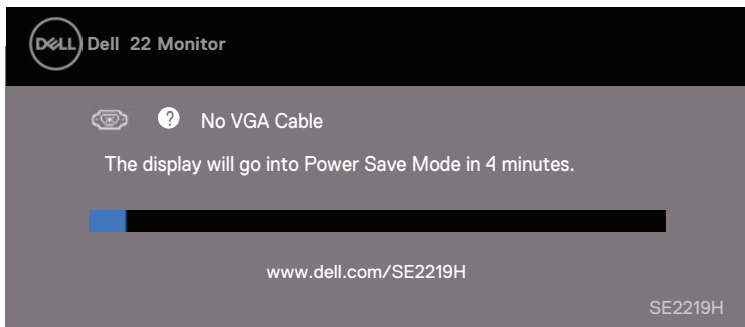 DELL Dell 22 Monitor
? No VGA Cable
The display will go into Power Save Mode in 4 minutes.
www.dell.com/SE2219H
SE2219H